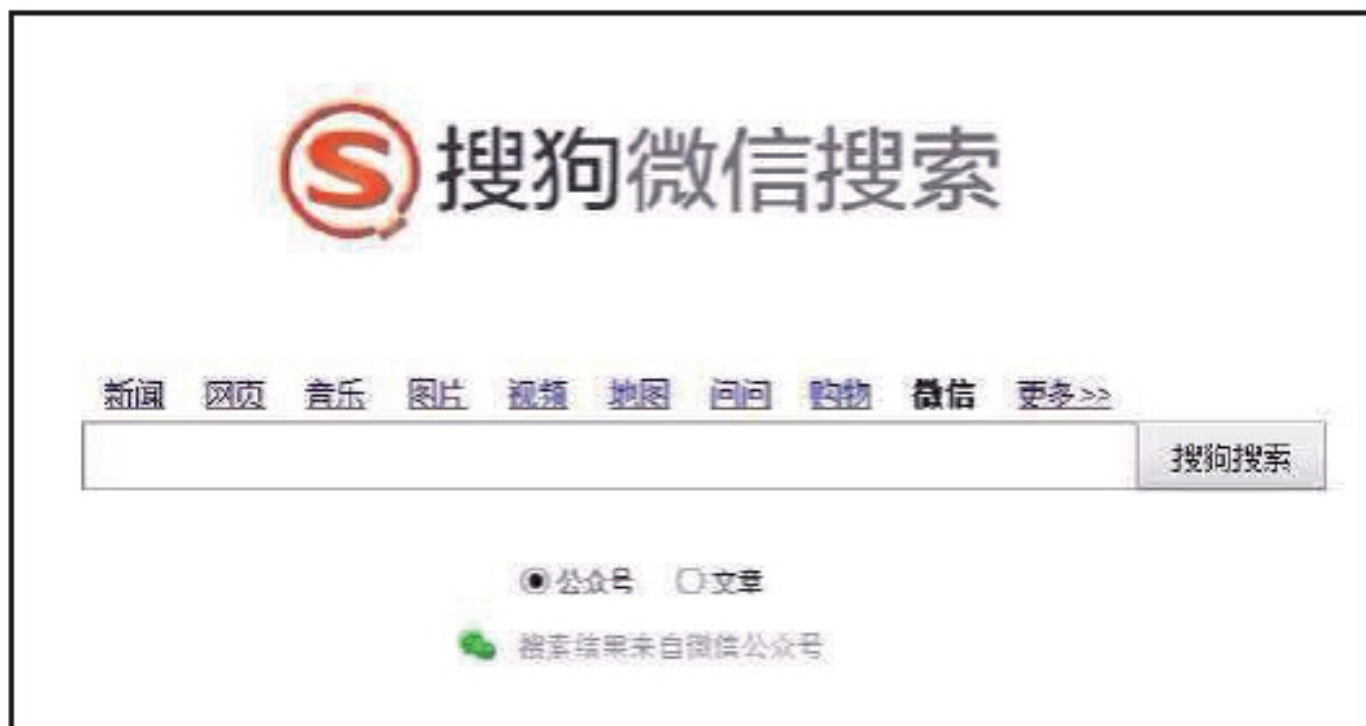 搜狗微信搜索
新闻 网页 音乐 图片 视频 地图 问问 购物 微信 更多>>
搜狗搜索
公众号 文章
搜索结果来自微信公众号